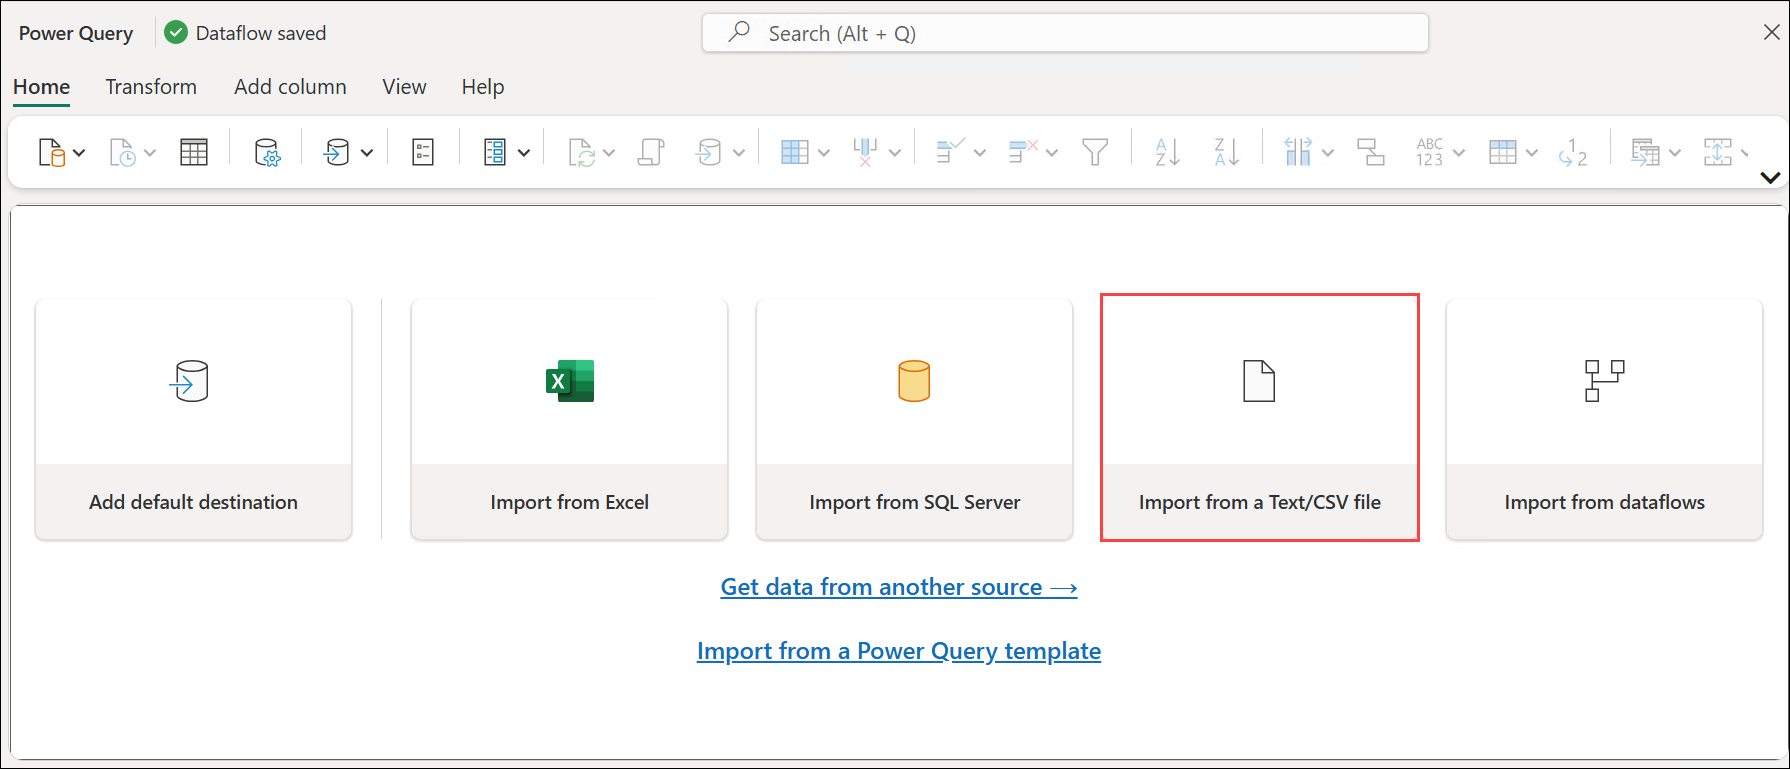 Power Query
Dataflow saved
Search (Alt + Q)
Home Transform Add column View Help
A
Z
Z
A
ABC
123
1
2
X
Add default destination
Import from Excel
Import from SQL Server
Import from a Text/CSV file
Import from dataflows
Get data from another source →
Import from a Power Query template